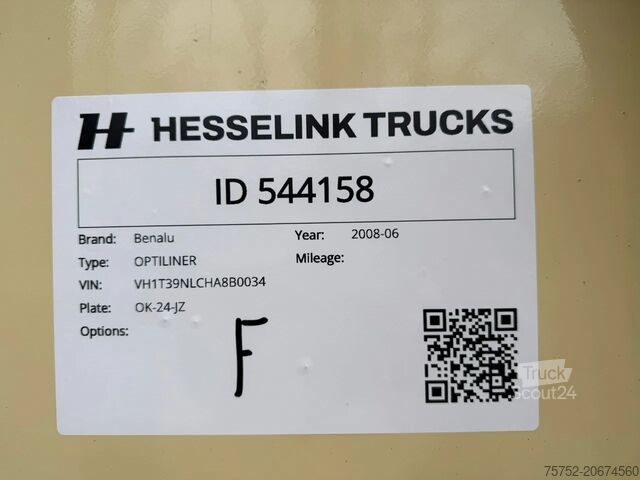 H HESSELINK TRUCKS
ID 544158
Brand: Benalu
Year: 2008-06
Type: OPTILINER
Mileage:
VIN: VH1T39NLCHA8B0034
Plate: OK-24-JZ
Options:
F
Truck
Scout24
75752-20674560